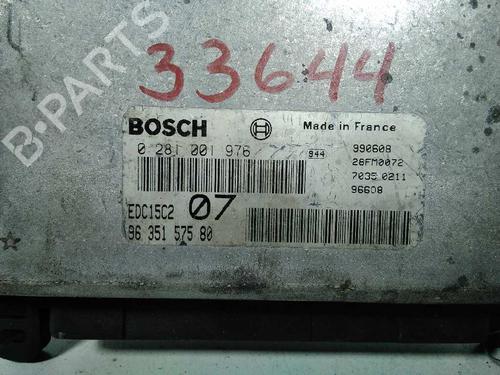 33644
B-PARTS
BOSCH
Made in France
0 281 001 976
944
990608
26FM0072
7035 0211
96608
EDC15C2 07
96 351 575 80